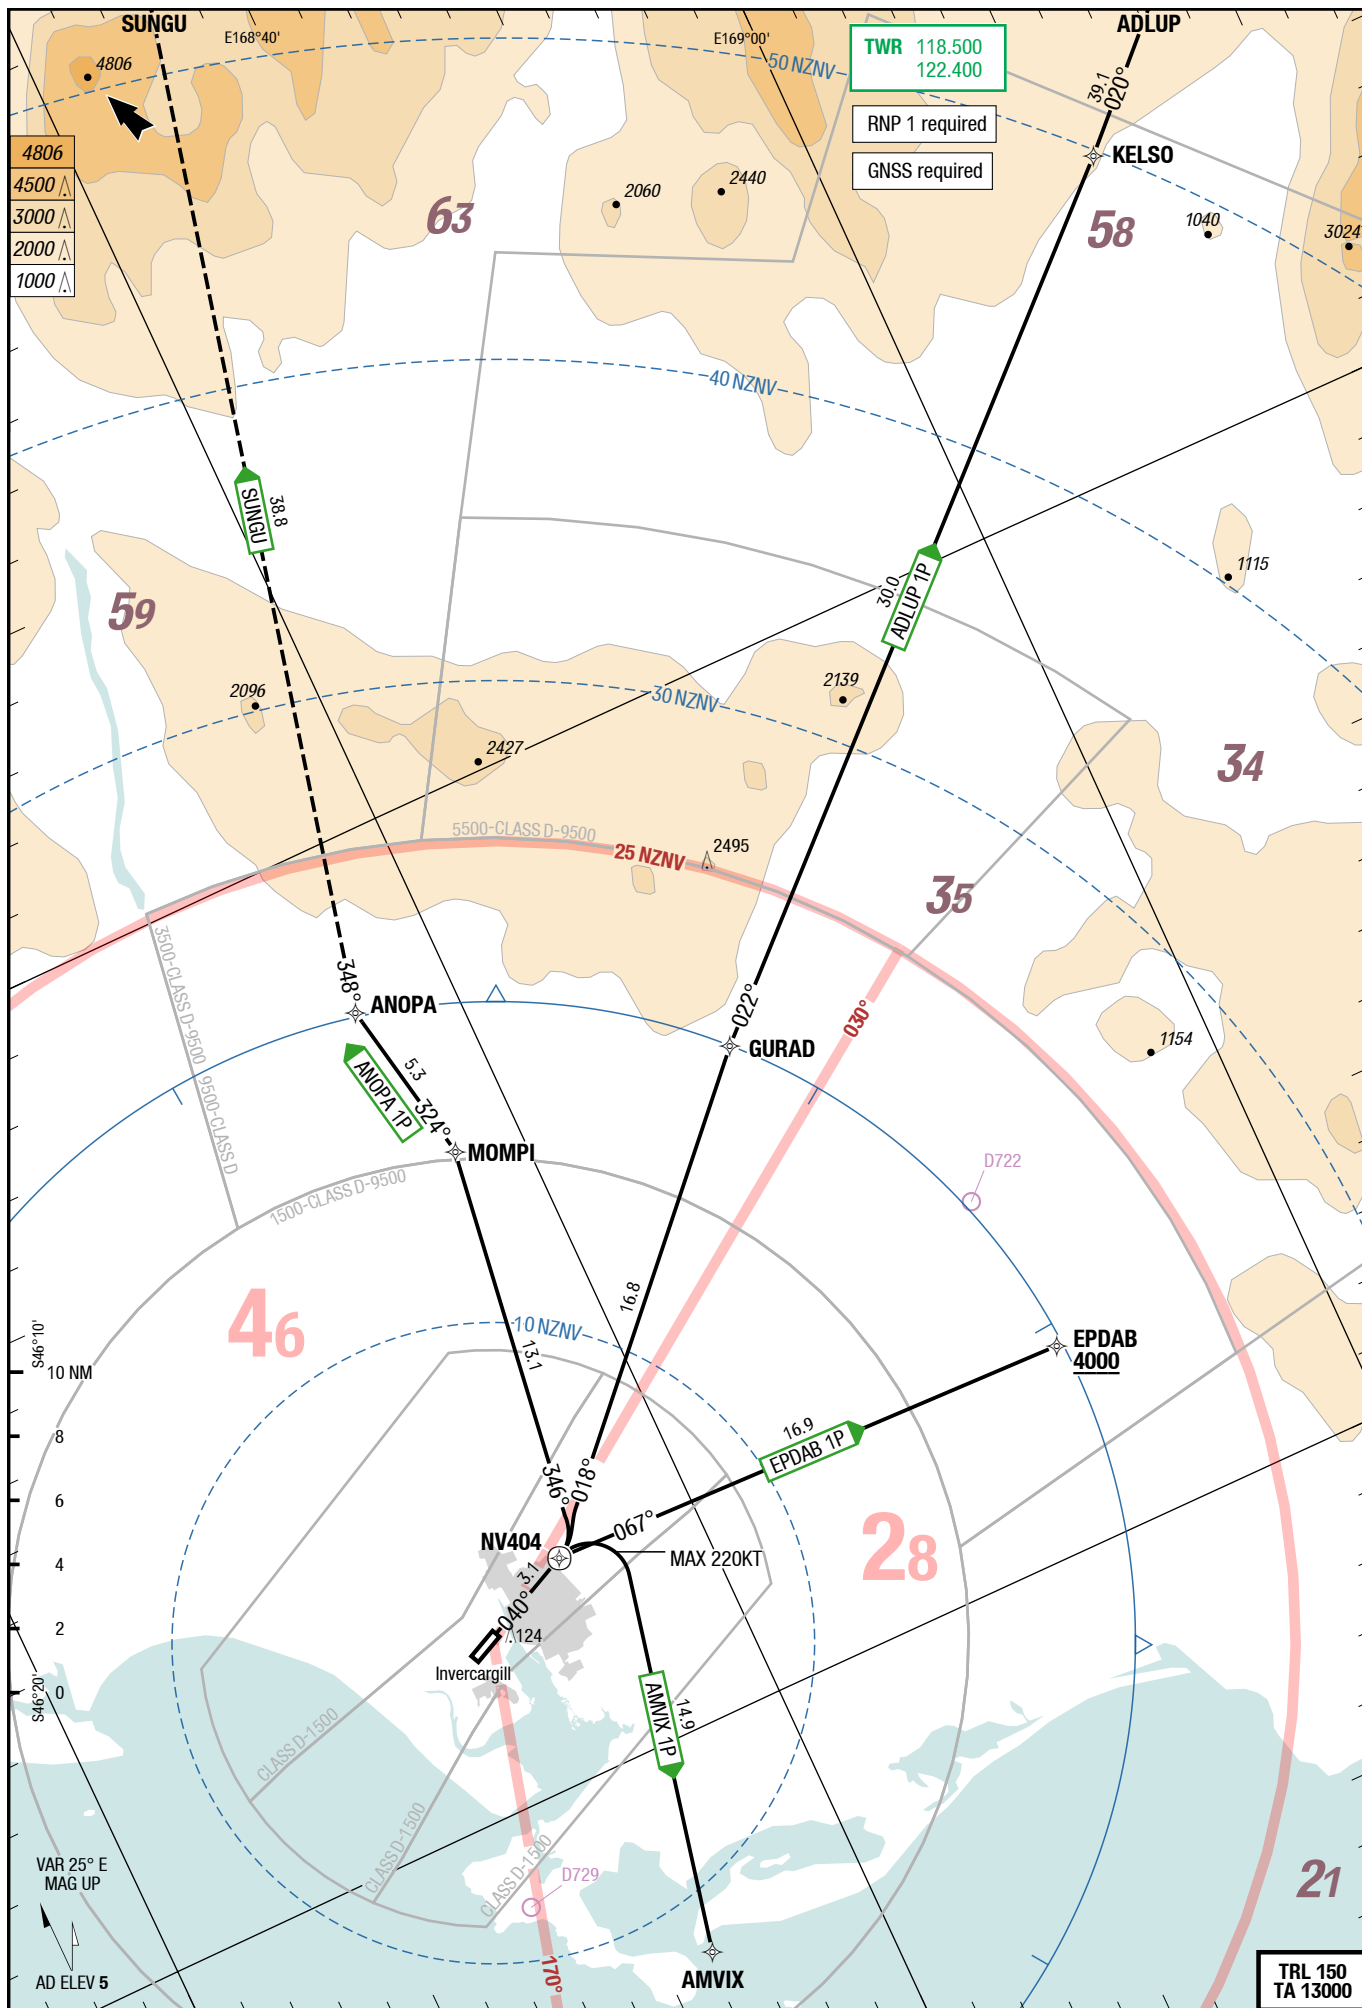 SUNGU
E168°40'
E169°00'
ADLUP
TWR 118.500
122.400
RNP 1 required
GNSS required
50 NZNV
39.1
020°
KELSO
4806
4806
4500
3000
2000
1000
63
2060
2440
58
1040
3024
40 NZNV
SUNGU
38.8
30.0
ADLUP 1P
1115
59
2096
2427
30 NZNV
2139
34
5500-CLASS D-9500
25 NZNV
2495
35
3500-CLASS D-9500
9500-CLASS D
348°
ANOPA
022°
GURAD
030°
1154
5.3
ANOPA 1P
324°
MOMPI
1500-CLASS D-9500
D722
46
16.8
10 NZNV
13.1
EPDAB
4000
S46°10'
10 NM
8
6
4
2
0
S46°20'
16.9
EPDAB 1P
346°
018°
067°
NV404
MAX 220KT
28
3.1
040°
124
Invercargill
AMVIX 1P
14.9
CLASS D-1500
CLASS D-1500
CLASS D-1500
D729
170°
AMVIX
21
VAR 25° E
MAG UP
AD ELEV 5
TRL 150
TA 13000